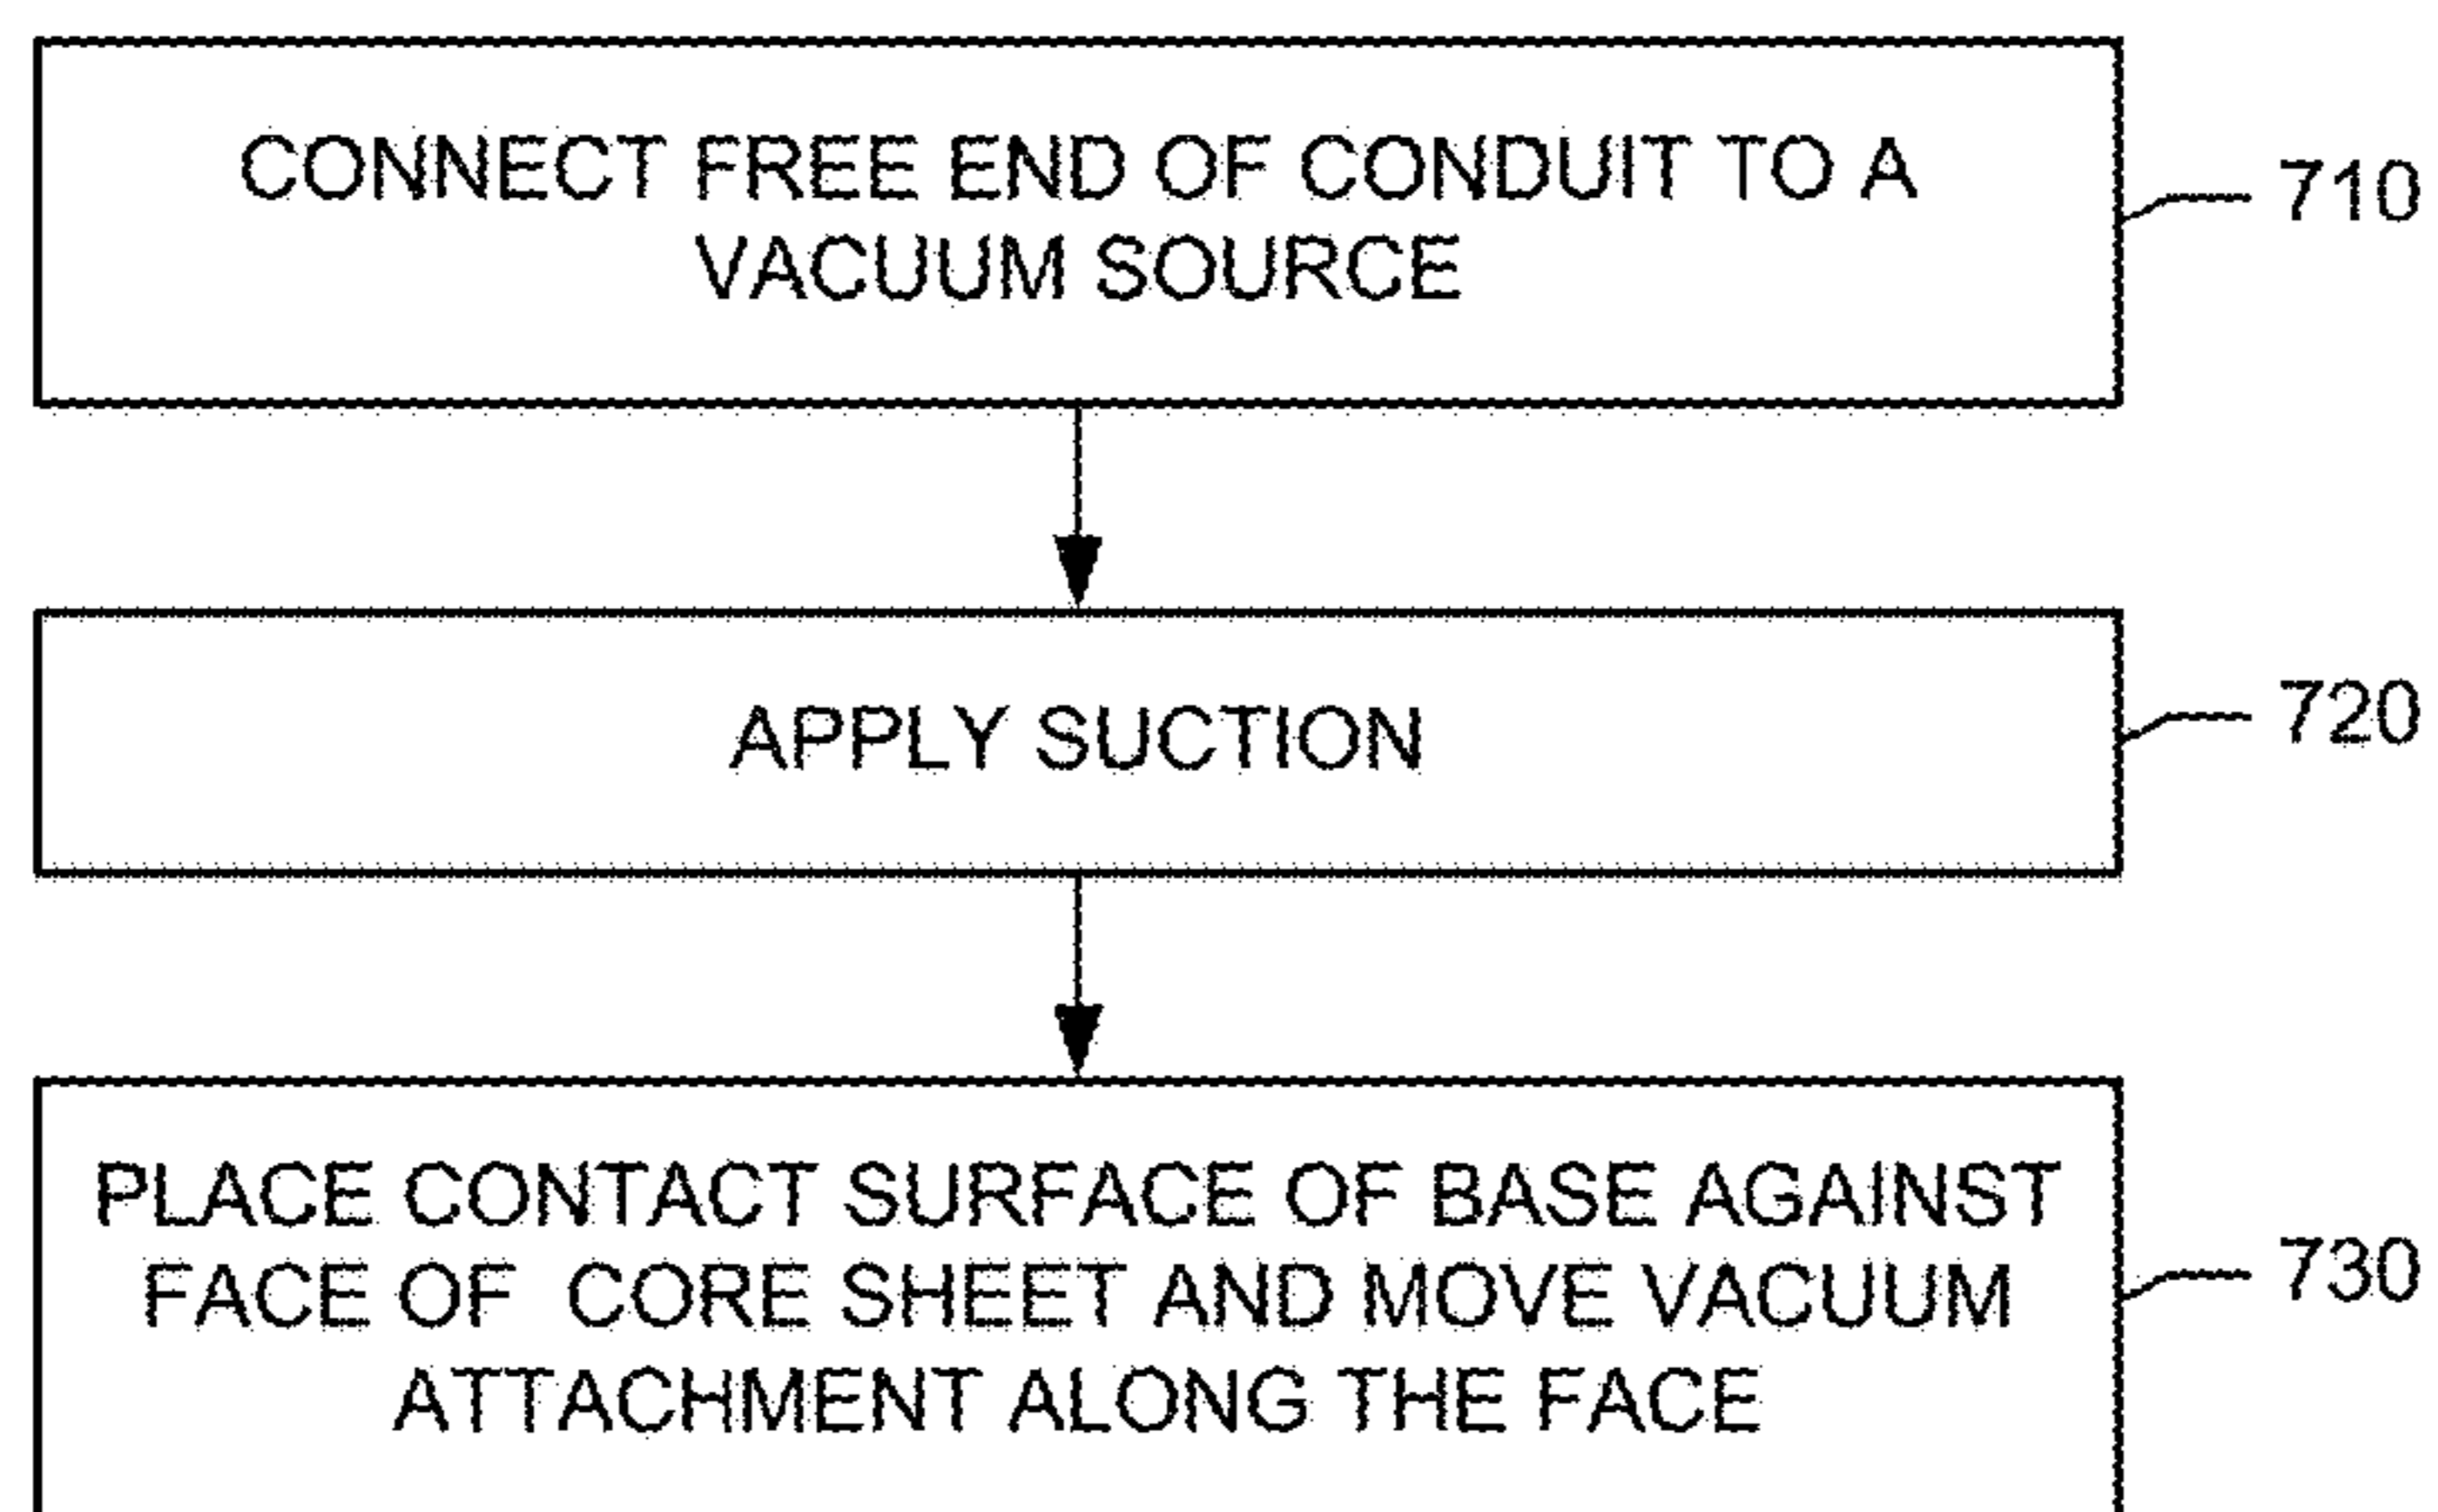 CONNECT FREE END OF CONDUIT TO A
VACUUM SOURCE
710
APPLY SUCTION
720
PLACE CONTACT SURFACE OF BASE AGAINST
FACE OF CORE SHEET AND MOVE VACUUM
ATTACHMENT ALONG THE FACE
730